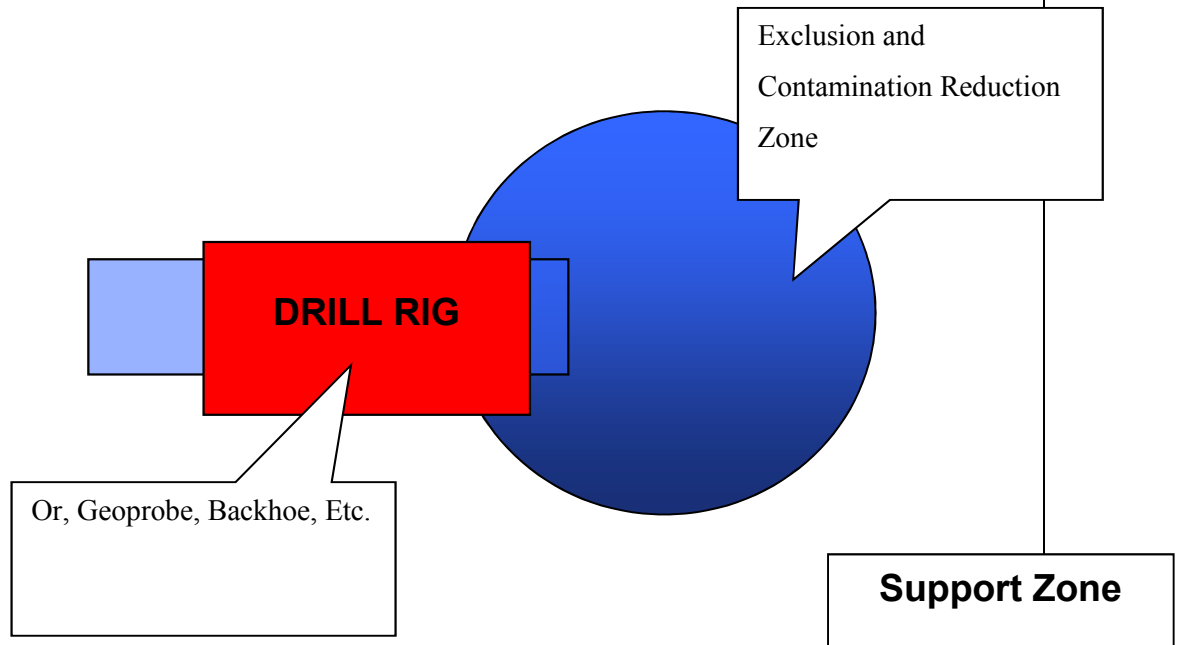 Exclusion and
Contamination Reduction
Zone
DRILL RIG
Or, Geoprobe, Backhoe, Etc.
Support Zone